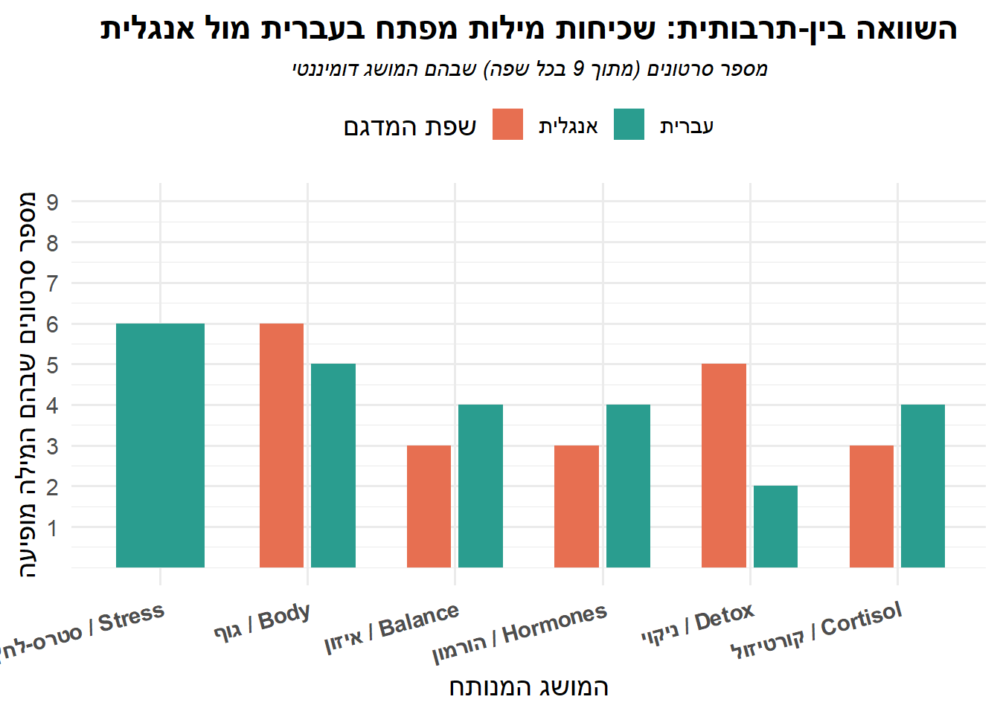 השוואה בין-תרבותית: שכיחות מילות מפתח בעברית מול אנגלית
מספר סרטונים (מתוך 9 בכל שפה) שבהם המושג דומיננטי
שפת המדגם
אנגלית
עברית
מספר סרטונים שבהם המילה מופיעה
9
8
7
6
5
4
3
2
1
סטרס-לח / Stress
גוף / Body
איזון / Balance
הורמון / Hormones
ניקוי / Detox
קורטיזול / Cortisol
המושג המנותח